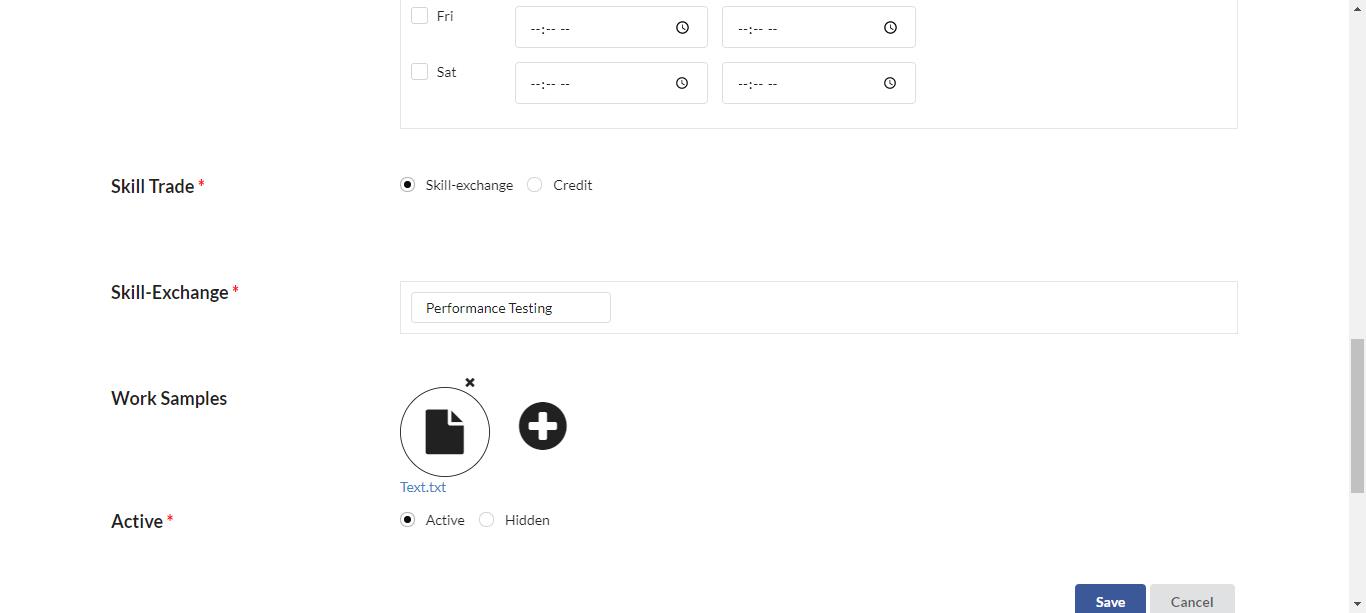 Fri --:-- -- --:-- --
Sat --:-- -- --:-- --
Skill Trade * Skill-exchange Credit
Skill-Exchange * Performance Testing
Work Samples
Text.txt
Active * Active Hidden
Save Cancel